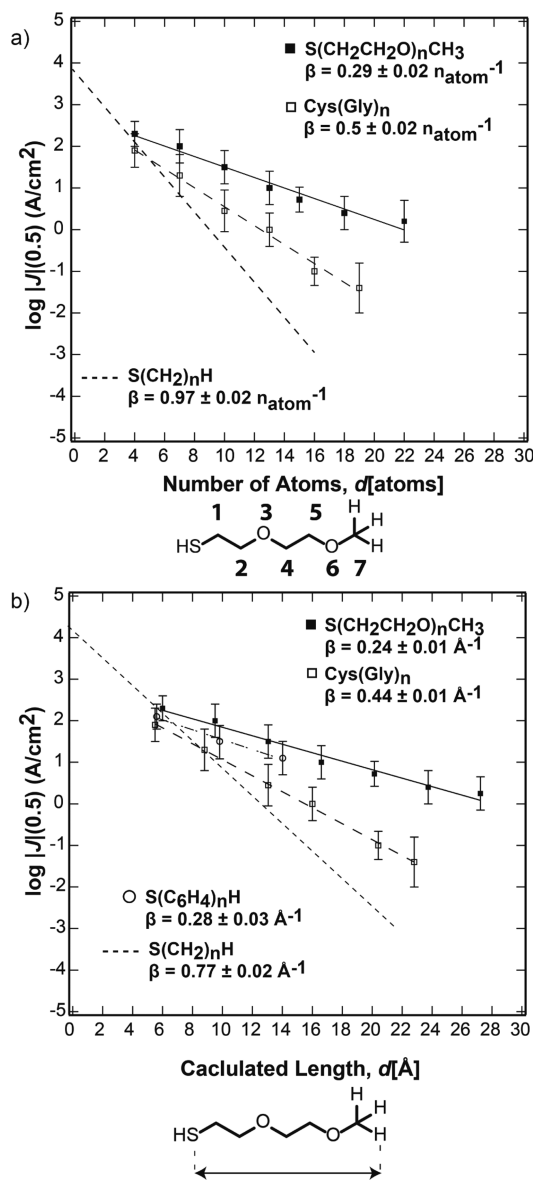 a)
5
4
3
2
1
0
-1
-2
-3
-4
-5
log |J|(0.5) (A/cm²)
S(CH2CH2O)nCH3
β = 0.29 ± 0.02 natom⁻¹
Cys(Gly)n
β = 0.5 ± 0.02 natom⁻¹
S(CH2)nH
β = 0.97 ± 0.02 natom⁻¹
0 2 4 6 8 10 12 14 16 18 20 22 24 26 28 30
Number of Atoms, d[atoms]
1 3 5 H
H
HS O O H
2 4 6 7
b)
5
4
3
2
1
0
-1
-2
-3
-4
-5
log |J|(0.5) (A/cm²)
S(CH2CH2O)nCH3
β = 0.24 ± 0.01 Å⁻¹
Cys(Gly)n
β = 0.44 ± 0.01 Å⁻¹
S(C6H4)nH
β = 0.28 ± 0.03 Å⁻¹
S(CH2)nH
β = 0.77 ± 0.02 Å⁻¹
0 2 4 6 8 10 12 14 16 18 20 22 24 26 28 30
Caclulated Length, d[Å]
H
H
HS O O H